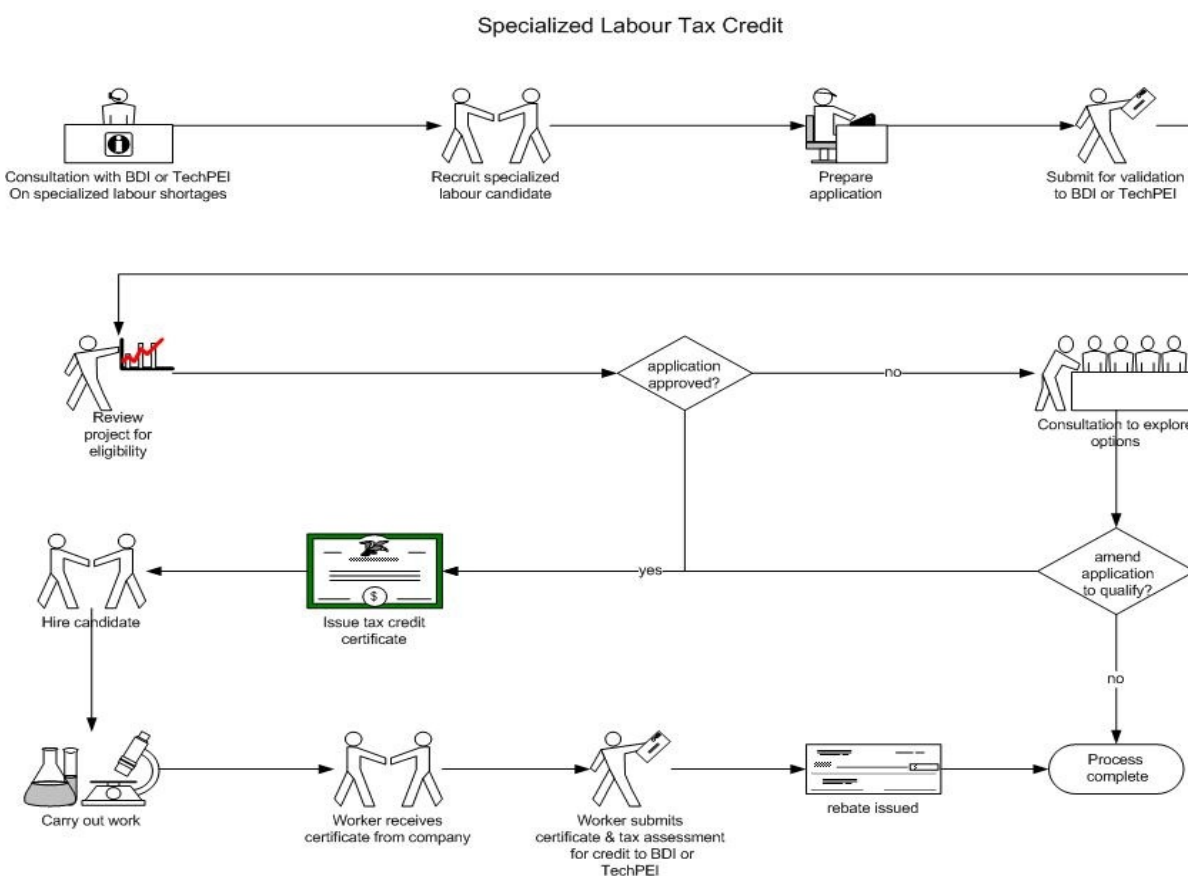 Specialized Labour Tax Credit
Consultation with BDI or TechPEI
On specialized labour shortages
Recruit specialized
labour candidate
Prepare
application
Submit for validation
to BDI or TechPEI
Review
project for
eligibility
application
approved?
no
Consultation to explore
options
Hire candidate
Issue tax credit
certificate
$
yes
amend
application
to qualify?
no
Carry out work
Worker receives
certificate from company
Worker submits
certificate & tax assessment
for credit to BDI or
TechPEI
rebate issued
Process
complete